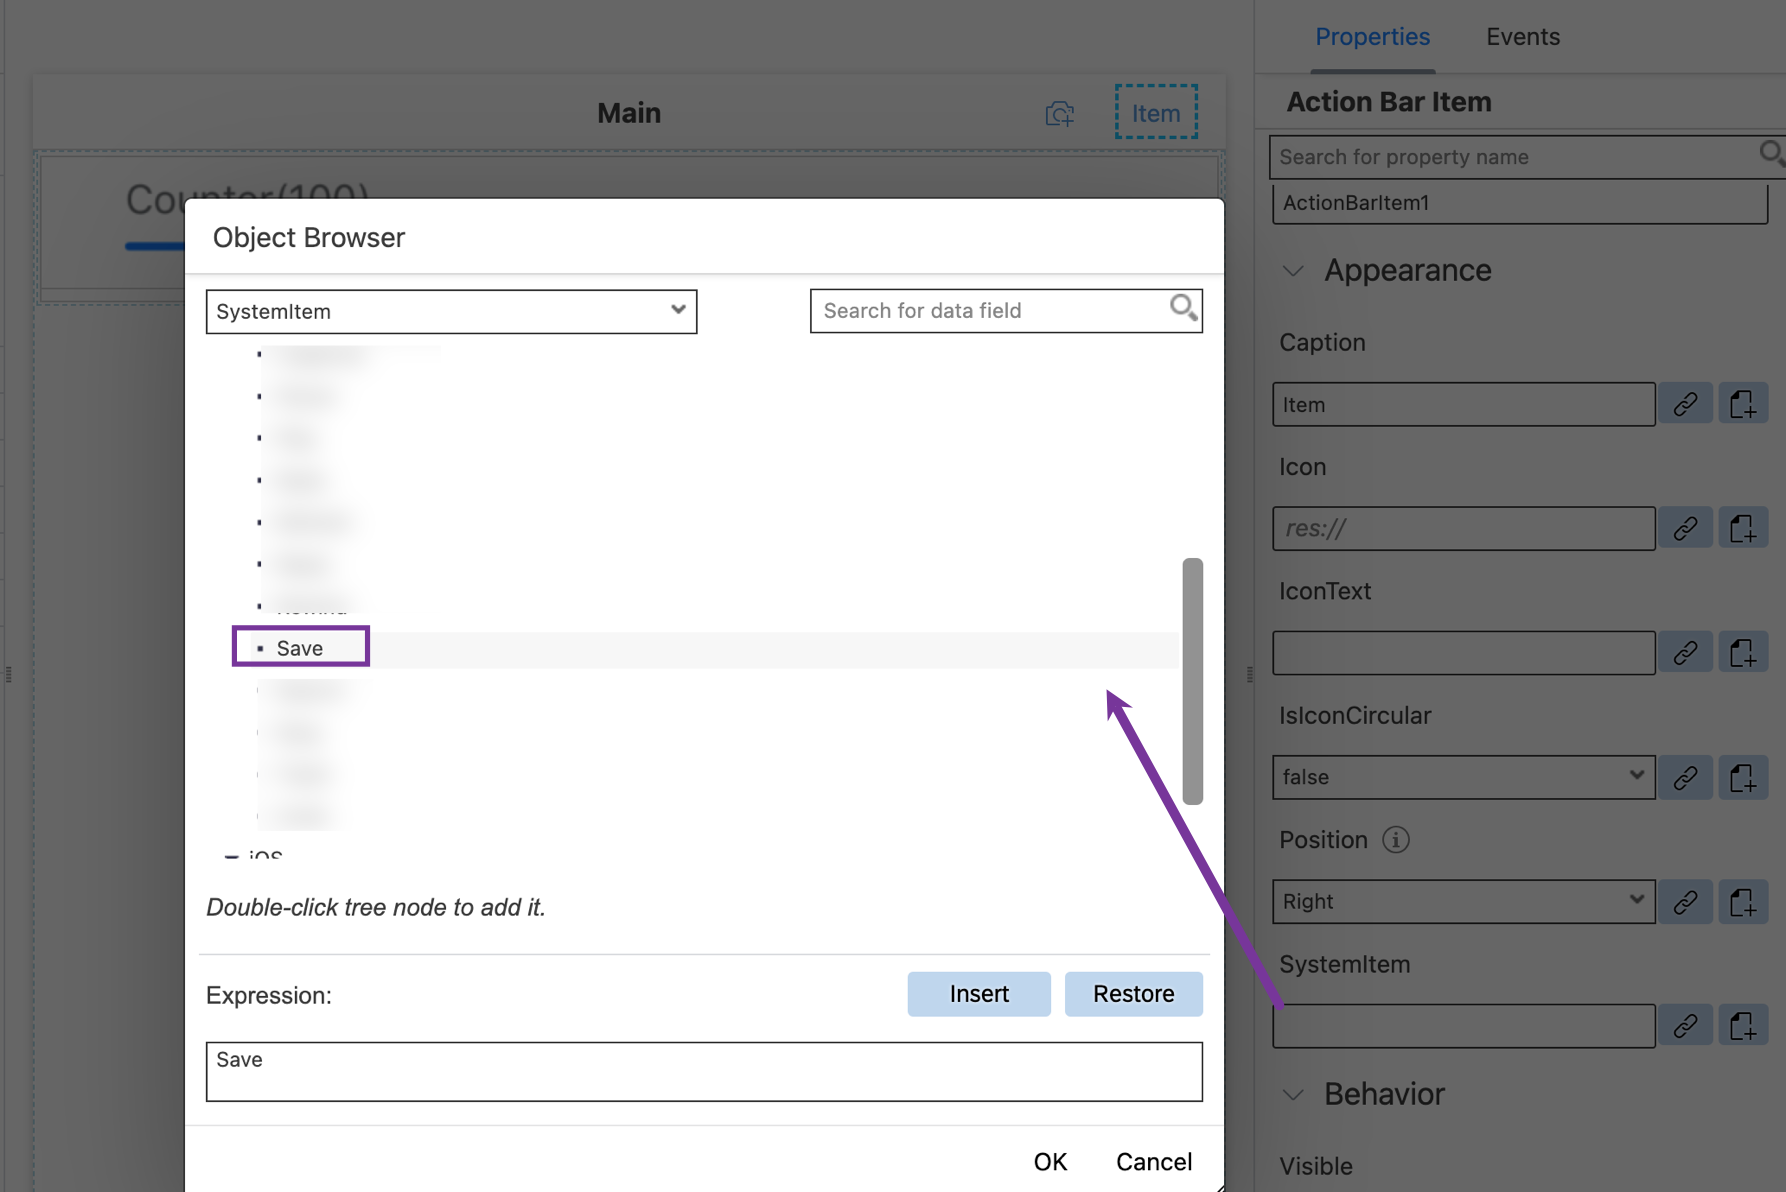 Properties
Events
Main
Item
Action Bar Item
Search for property name
ActionBarItem1
Counter(100)
Object Browser
Appearance
SystemItem
Search for data field
Caption
Item
Icon
res://
IconText
Save
IsIconCircular
false
Position
iOS
Right
Double-click tree node to add it.
SystemItem
Expression:
Insert
Restore
Save
Behavior
OK
Cancel
Visible